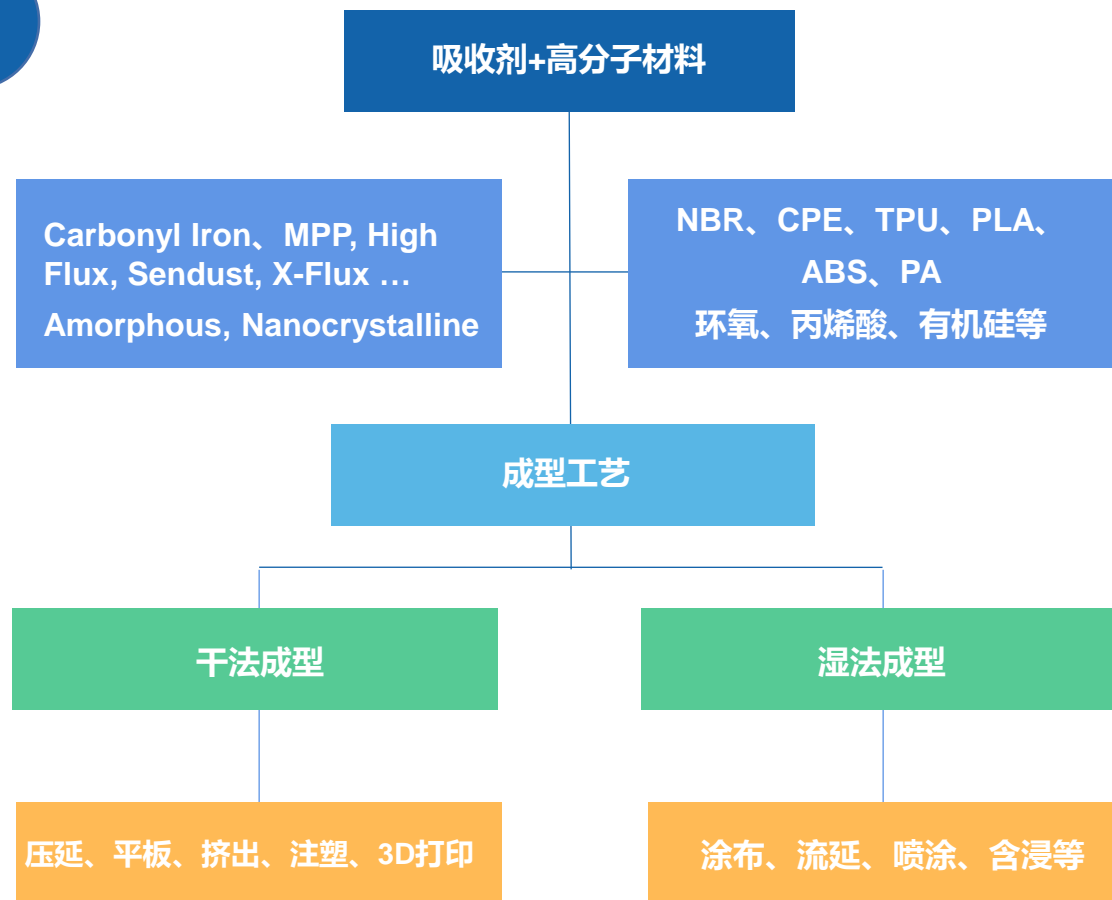 吸收剂+高分子材料
Carbonyl Iron、MPP, High
Flux, Sendust, X-Flux …
Amorphous, Nanocrystalline
NBR、CPE、TPU、PLA、
ABS、PA
环氧、丙烯酸、有机硅等
成型工艺
干法成型
湿法成型
压延、平板、挤出、注塑、3D打印
涂布、流延、喷涂、含浸等